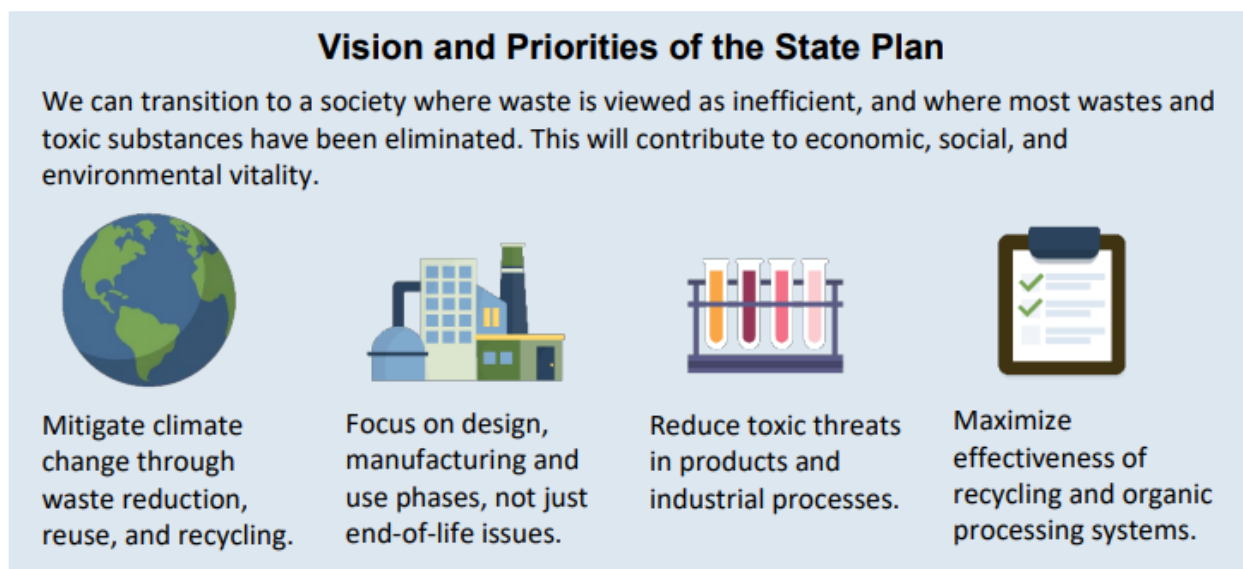 Vision and Priorities of the State Plan
We can transition to a society where waste is viewed as inefficient, and where most wastes and
toxic substances have been eliminated. This will contribute to economic, social, and
environmental vitality.
Mitigate climate
change through
waste reduction,
reuse, and recycling.
Focus on design,
manufacturing and
use phases, not just
end-of-life issues.
Reduce toxic threats
in products and
industrial processes.
Maximize
effectiveness of
recycling and organic
processing systems.